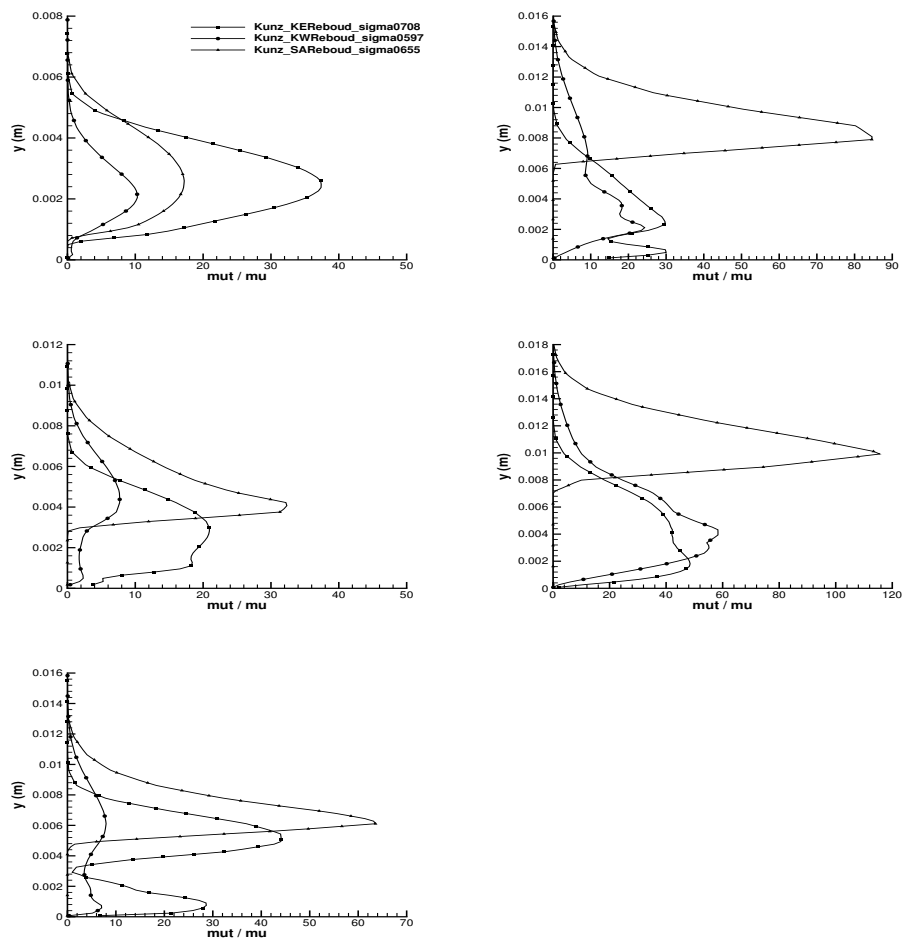 Kunz_KEReboud_sigma0708
Kunz_KWReboud_sigma0597
Kunz_SAReboud_sigma0655
y (m)
0.008
0.006
0.004
0.002
0
0 10 20 30 40 50
mut / mu
y (m)
0.016
0.014
0.012
0.01
0.008
0.006
0.004
0.002
0
0 10 20 30 40 50 60 70 80 90
mut / mu
y (m)
0.012
0.01
0.008
0.006
0.004
0.002
0
0 10 20 30 40 50
mut / mu
y (m)
0.018
0.016
0.014
0.012
0.01
0.008
0.006
0.004
0.002
0
0 20 40 60 80 100 120
mut / mu
y (m)
0.016
0.014
0.012
0.01
0.008
0.006
0.004
0.002
0
0 10 20 30 40 50 60 70
mut / mu